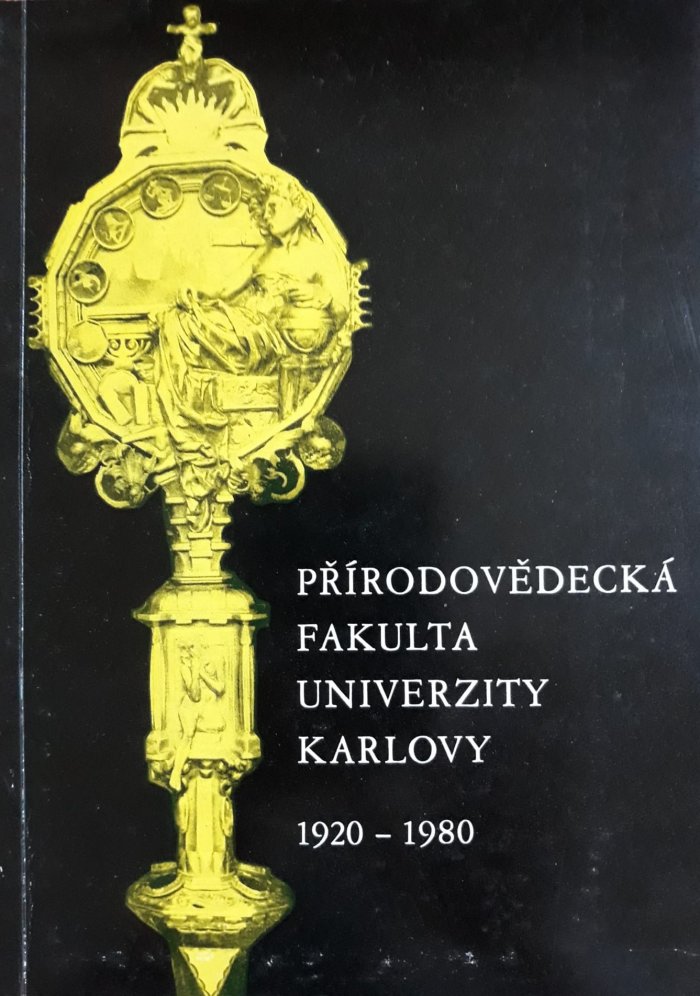 PŘÍRODOVĚDECKÁ
FAKULTA
UNIVERZITY
KARLOVY
1920 – 1980